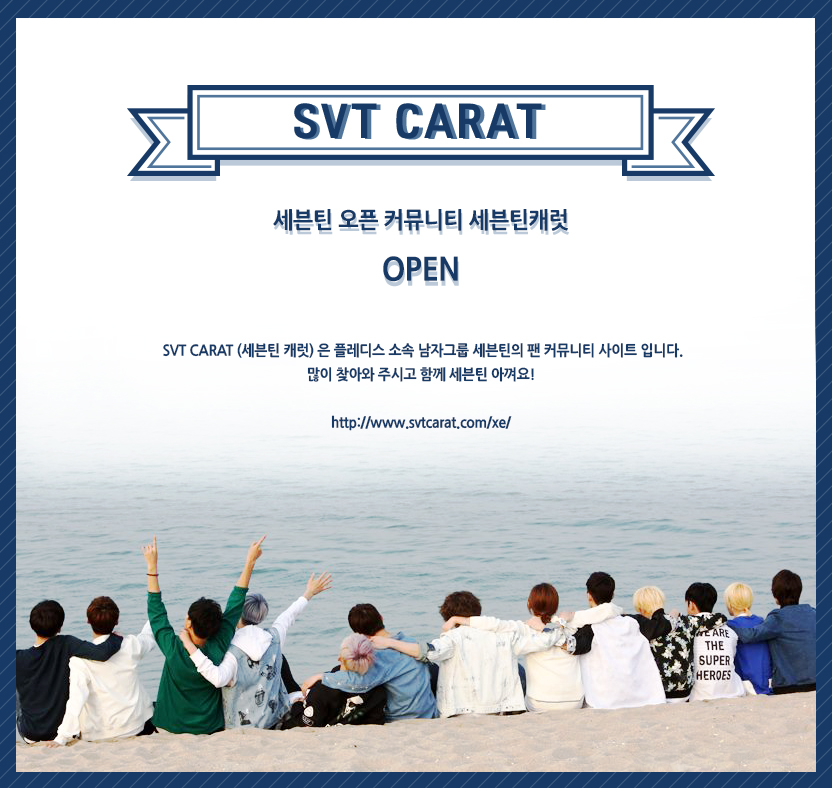 SVT CARAT
세븐틴 오픈 커뮤니티 세븐틴캐럿
OPEN
SVT CARAT (세븐틴 캐럿) 은 플레디스 소속 남자그룹 세븐틴의 팬 커뮤니티 사이트 입니다.
많이 찾아와 주시고 함께 세븐틴 아껴요!
http://www.svtcarat.com/xe/
WE ARE
THE
SUPER
HEROES